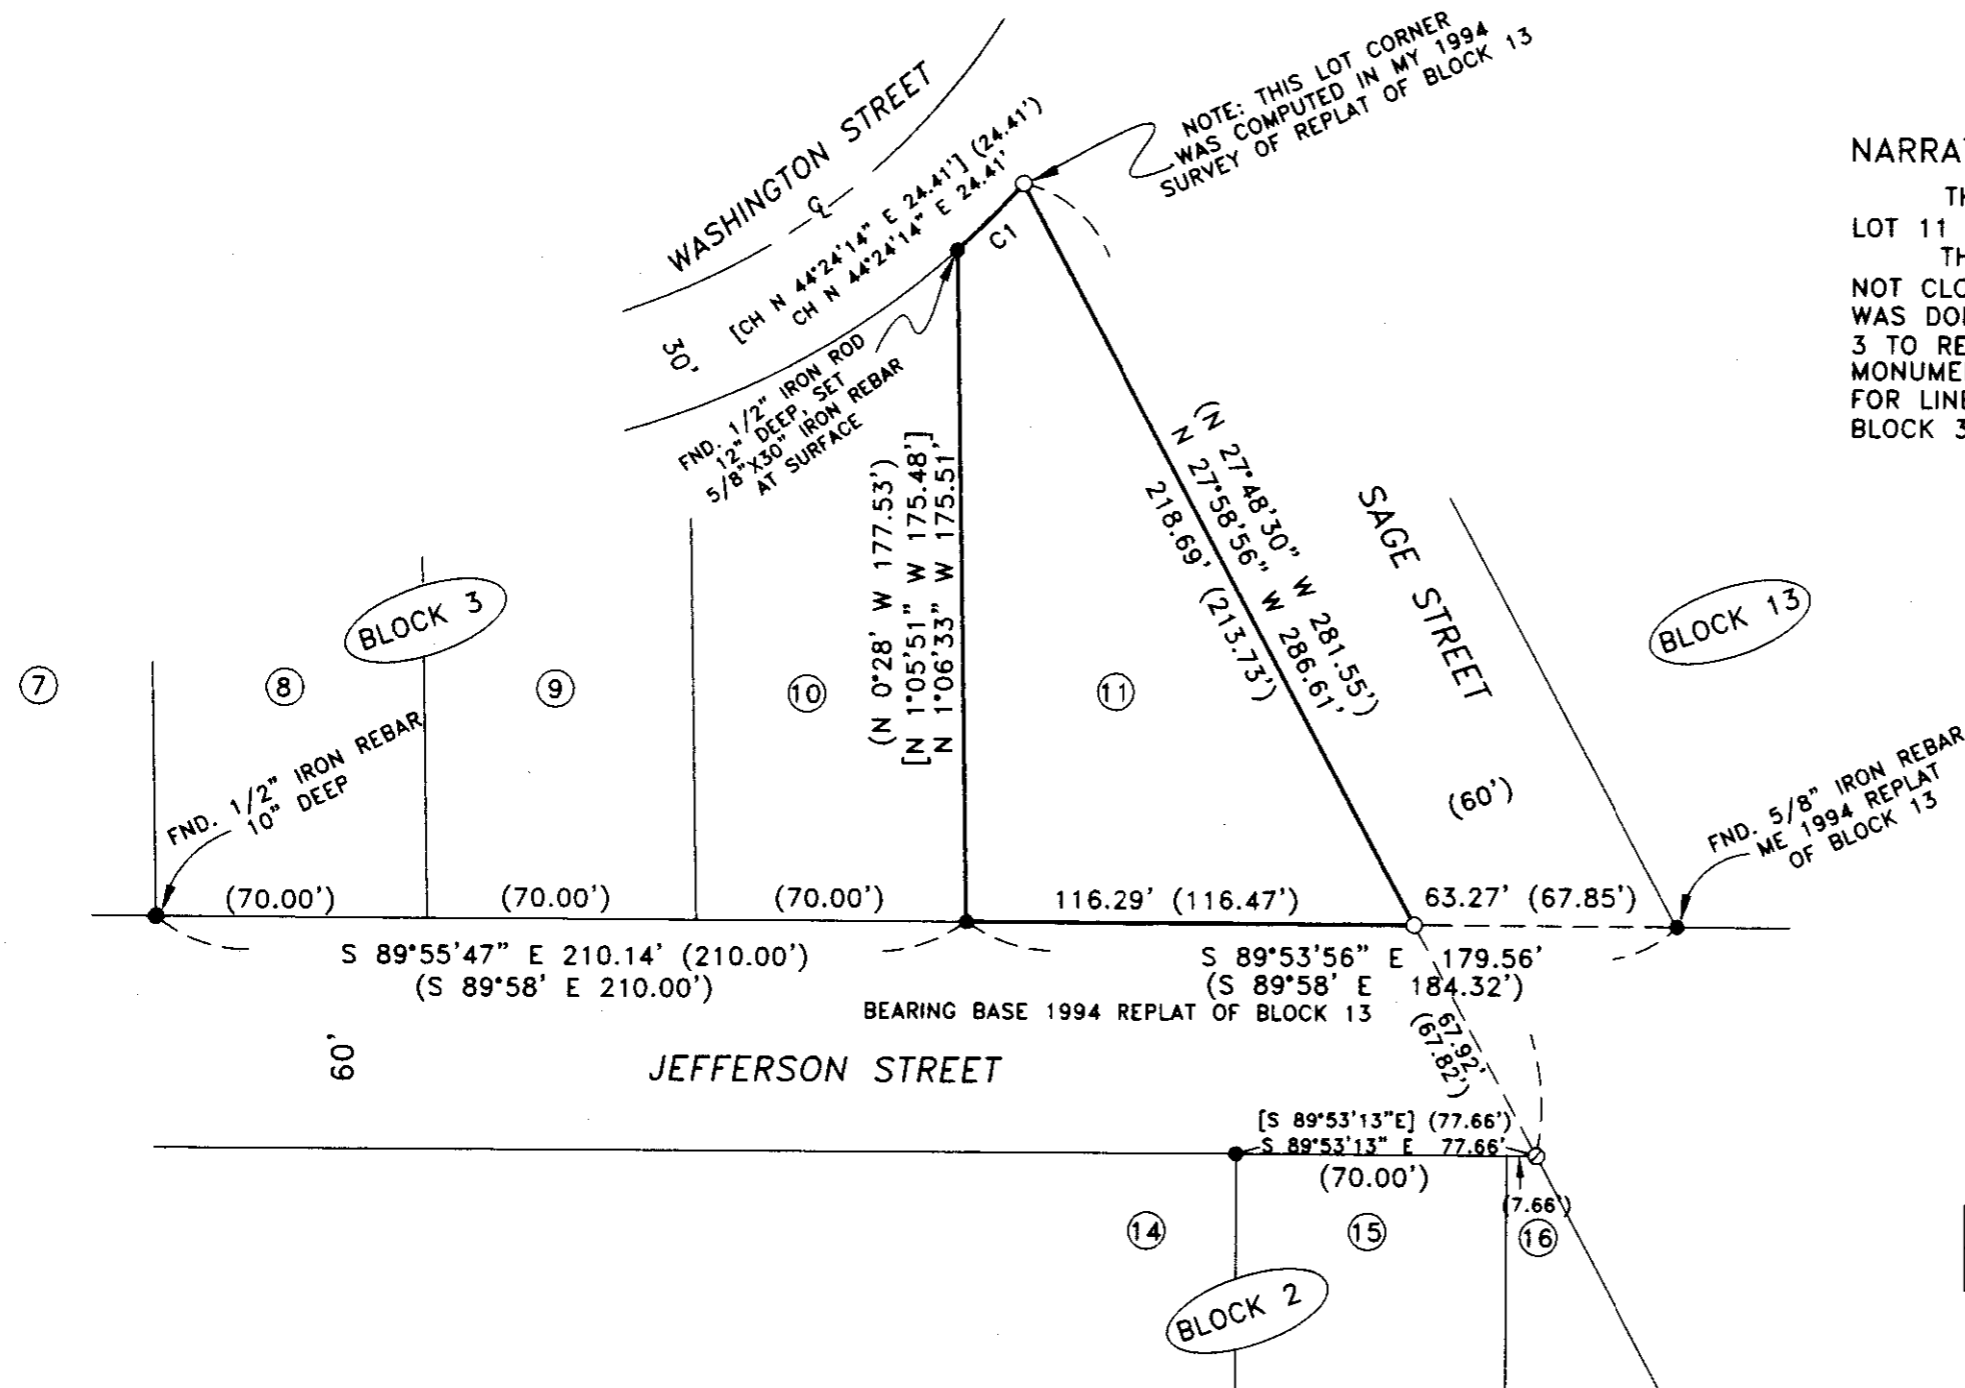 WASHINGTON STREET
℄
[CH N 44°24'14" E 24.41'] (24.41')
CH N 44°24'14" E 24.41'
C1
30'
NOTE: THIS LOT CORNER
WAS COMPUTED IN MY 1994
SURVEY OF REPLAT OF BLOCK 13
NARRA
LOT 11
NOT CLO
3 TO RE
MONUME
FOR LINE
BLOCK 3
FND. 1/2" IRON ROD
12" DEEP, SET
5/8"X30" IRON REBAR
AT SURFACE
(N 0°28' W 177.53')
[N 1°05'51" W 175.48']
N 1°06'33" W 175.51'
(N 27°48'30" W 281.55')
N 27°58'56" W 286.61'
218.69' (213.73')
SAGE STREET
(60')
BLOCK 3
BLOCK 13
7
8
9
10
11
FND. 1/2" IRON REBAR
10" DEEP
FND. 5/8" IRON REBAR
ME 1994 REPLAT
OF BLOCK 13
(70.00')
(70.00')
(70.00')
116.29' (116.47')
63.27' (67.85')
S 89°55'47" E 210.14' (210.00')
(S 89°58' E 210.00')
S 89°53'56" E 179.56'
(S 89°58' E 184.32')
BEARING BASE 1994 REPLAT OF BLOCK 13
67.92'
(67.82')
60'
JEFFERSON STREET
[S 89°53'13"E] (77.66')
S 89°53'13" E 77.66'
(70.00')
(7.66')
14
15
16
BLOCK 2